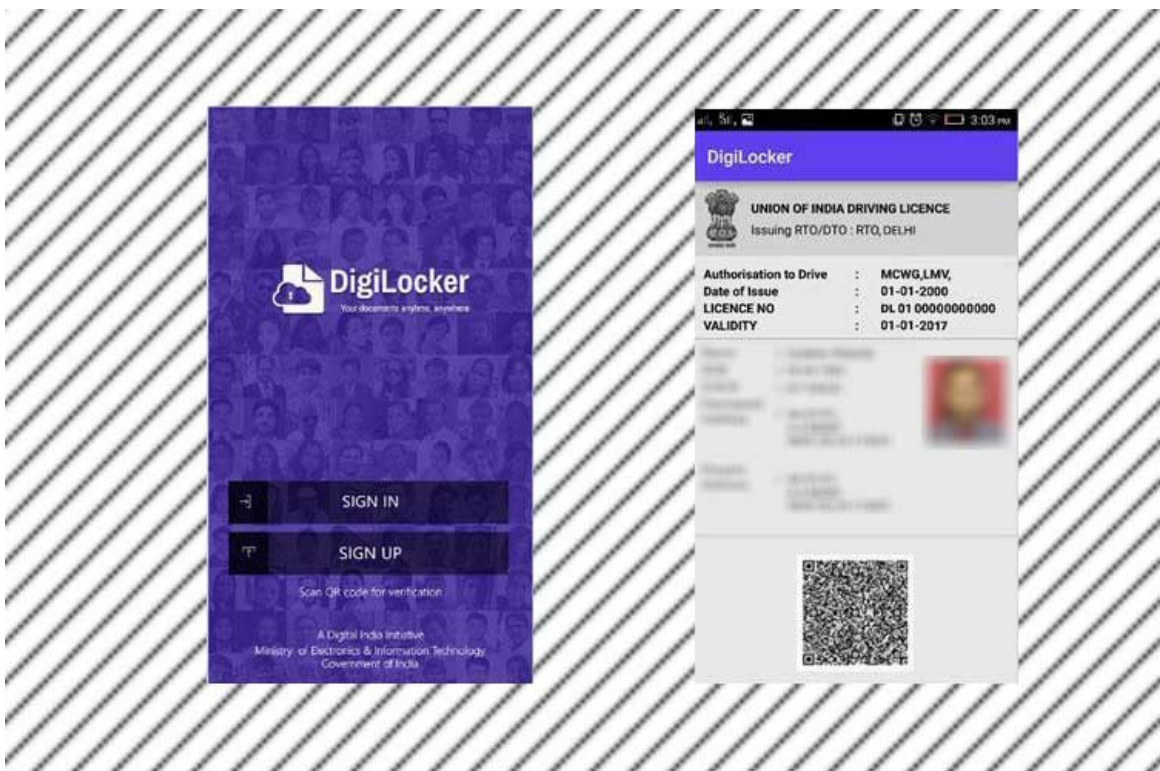 DigiLocker
Your documents anytime, anywhere
SIGN IN
SIGN UP
Scan QR code for verification
A Digital India Initiative
Ministry of Electronics & Information Technology
Government of India
3:03 PM
DigiLocker
UNION OF INDIA DRIVING LICENCE
Issuing RTO/DTO : RTO, DELHI
Authorisation to Drive : MCWG,LMV,
Date of Issue : 01-01-2000
LICENCE NO : DL 01 00000000000
VALIDITY : 01-01-2017